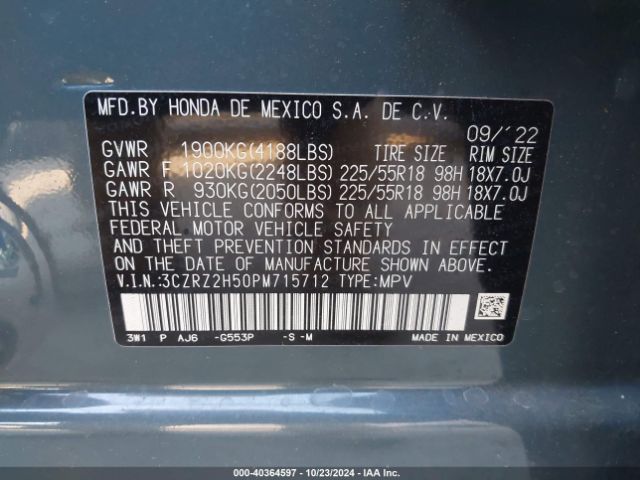 MFD.BY HONDA DE MEXICO S.A. DE C.V.
09/'22
GVWR 1900KG(4188LBS) TIRE SIZE RIM SIZE
GAWR F 1020KG(2248LBS) 225/55R18 98H 18X7.0J
GAWR R 930KG(2050LBS) 225/55R18 98H 18X7.0J
THIS VEHICLE CONFORMS TO ALL APPLICABLE
FEDERAL MOTOR VEHICLE SAFETY
AND THEFT PREVENTION STANDARDS IN EFFECT
ON THE DATE OF MANUFACTURE SHOWN ABOVE.
V.I.N.:3CZRZ2H50PM715712 TYPE:MPV
3W1 P AJ6 -G553P -S -M MADE IN MEXICO
000-40364597 - 10/23/2024 - IAA Inc.